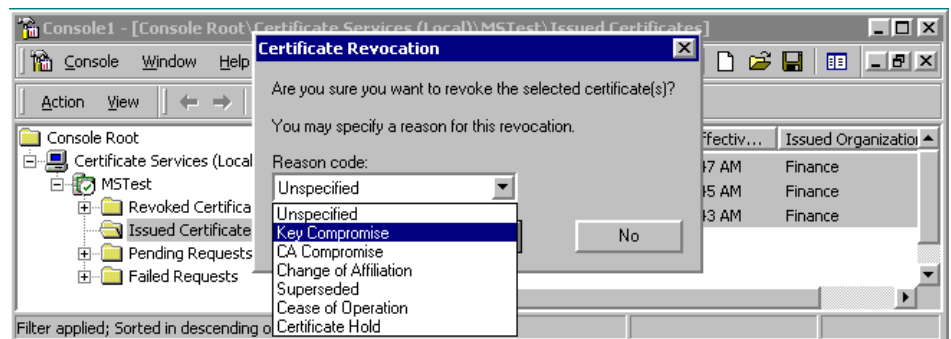 Console1 - [Console Root\Certificate Services (Local)\MSTest\Issued Certificates]
Certificate Revocation
Console Window Help
Are you sure you want to revoke the selected certificate(s)?
Action View
You may specify a reason for this revocation.
Console Root
Certificate Services (Local
MSTest
Revoked Certifica
Issued Certificate
Pending Requests
Failed Requests
Reason code:
Unspecified
Unspecified
Key Compromise
CA Compromise
Change of Affiliation
Superseded
Cease of Operation
Certificate Hold
No
ffectiv... Issued Organization
47 AM Finance
45 AM Finance
43 AM Finance
Filter applied; Sorted in descending o